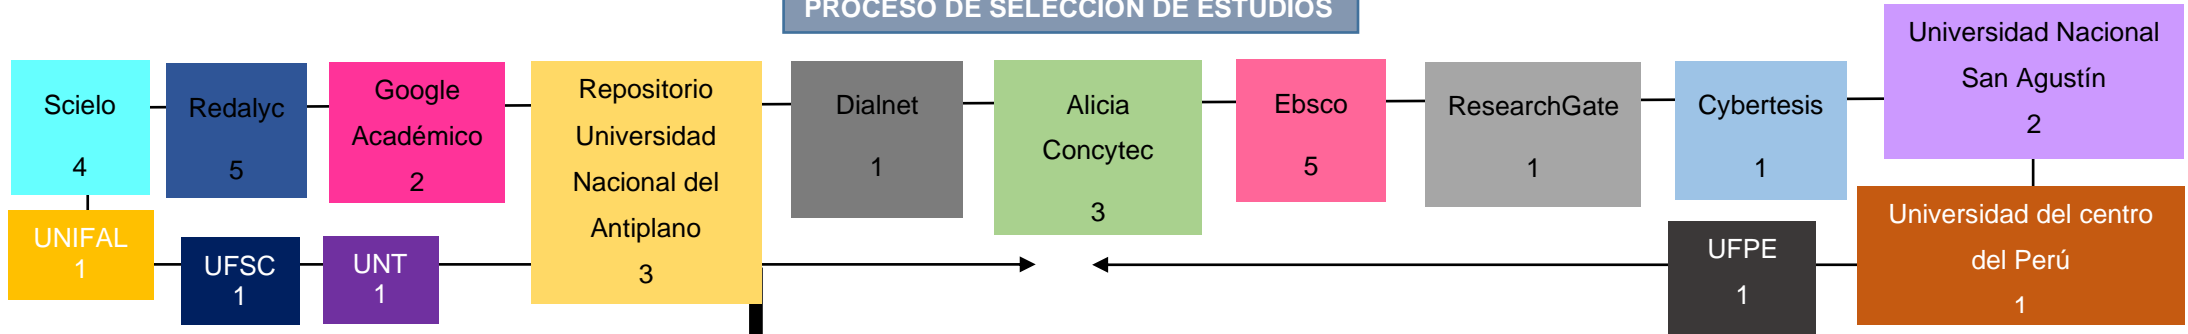 PROCESO DE SELECCIÓN DE ESTUDIOS
Scielo
4
Redalyc
5
Google
Académico
2
Repositorio
Universidad
Nacional del
Antiplano
3
Dialnet
1
Alicia
Concytec
3
Ebsco
5
ResearchGate
1
Cybertesis
1
Universidad Nacional
San Agustín
2
UNIFAL
1
UFSC
1
UNT
1
UFPE
1
Universidad del centro
del Perú
1